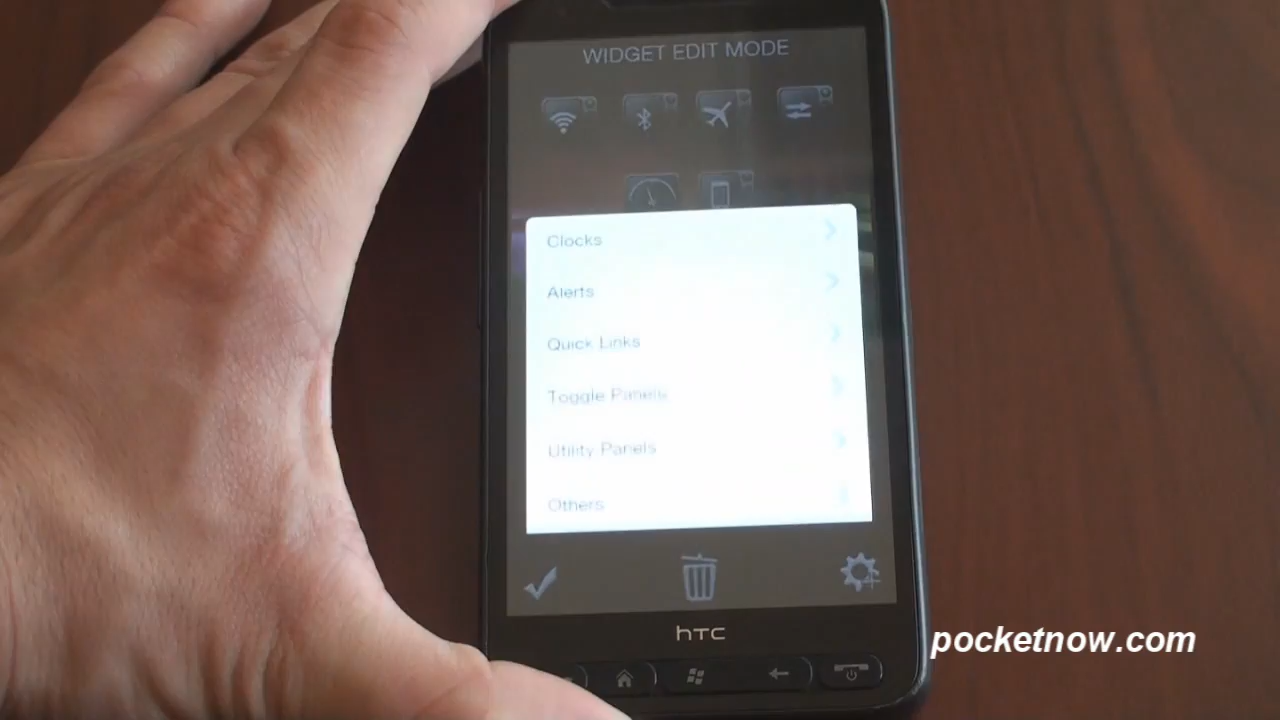 WIDGET EDIT MODE
Clocks
Alerts
Quick Links
Toggle Panels
Utility Panels
Others
hTC
pocketnow.com